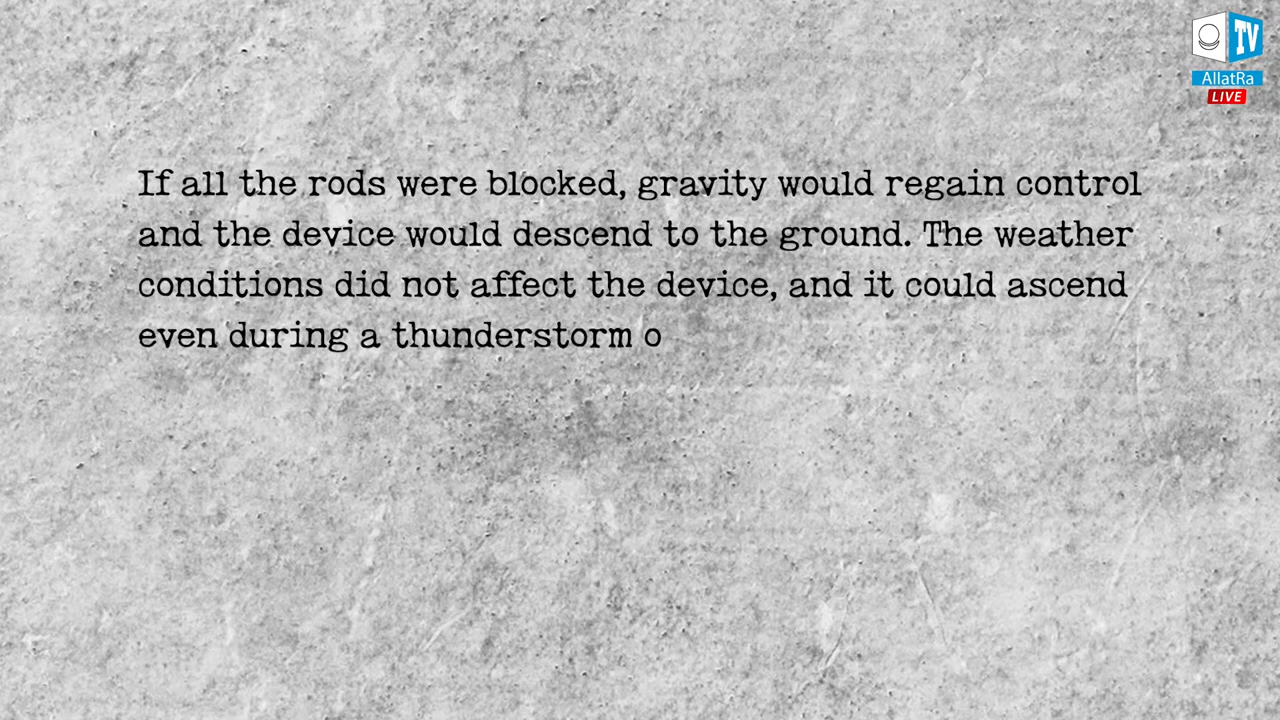 TV
AllatRa
LIVE
If all the rods were blocked, gravity would regain control
and the device would descend to the ground. The weather
conditions did not affect the device, and it could ascend
even during a thunderstorm o